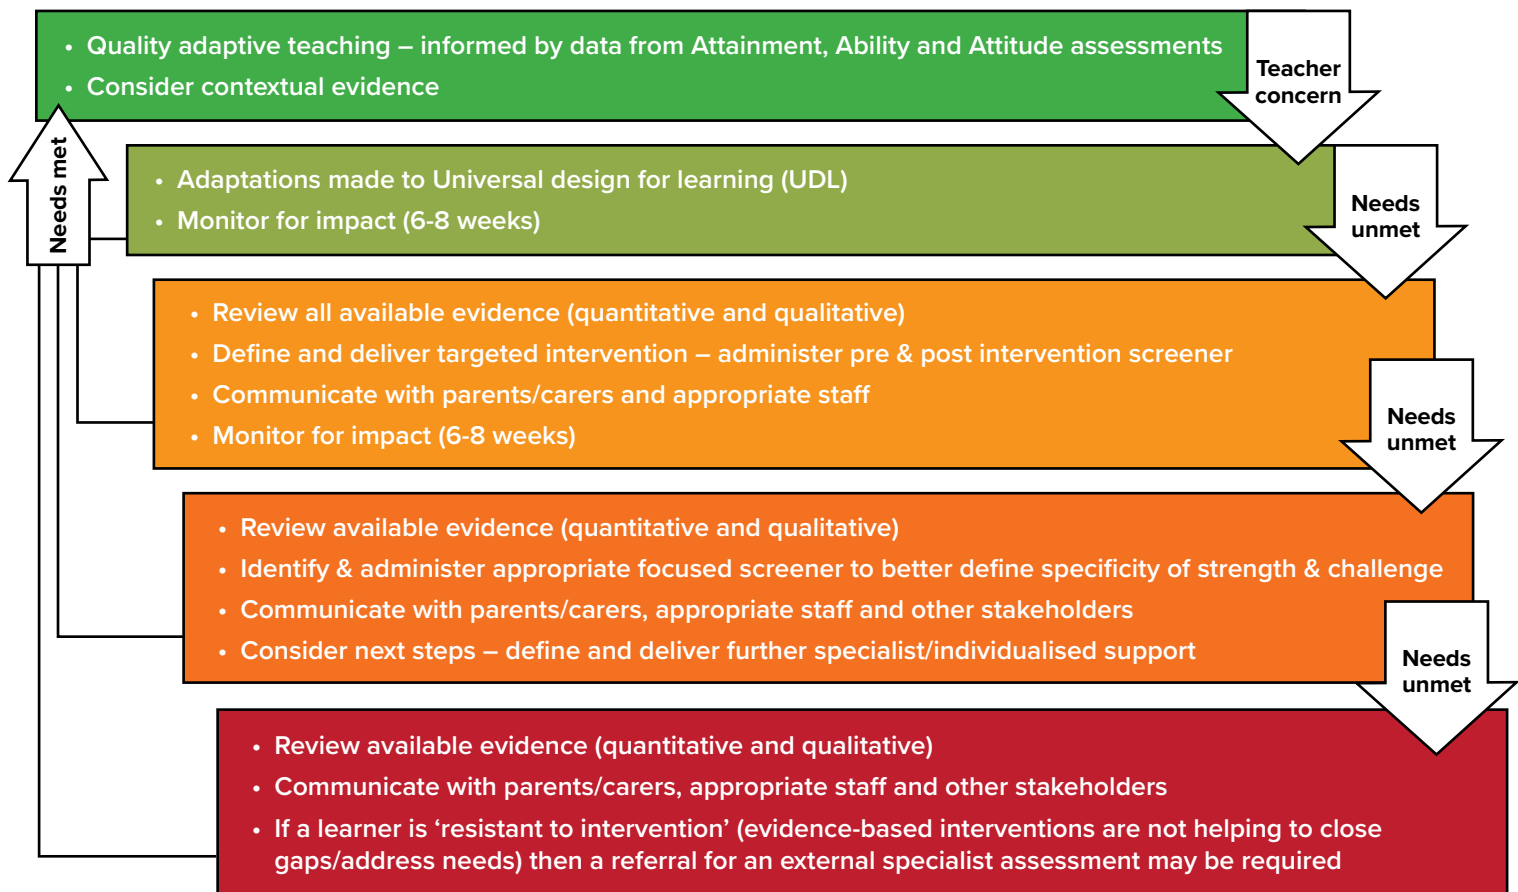 • Quality adaptive teaching – informed by data from Attainment, Ability and Attitude assessments
• Consider contextual evidence
Teacher
concern
Needs met
• Adaptations made to Universal design for learning (UDL)
• Monitor for impact (6-8 weeks)
Needs
unmet
• Review all available evidence (quantitative and qualitative)
• Define and deliver targeted intervention – administer pre & post intervention screener
• Communicate with parents/carers and appropriate staff
• Monitor for impact (6-8 weeks)
Needs
unmet
• Review available evidence (quantitative and qualitative)
• Identify & administer appropriate focused screener to better define specificity of strength & challenge
• Communicate with parents/carers, appropriate staff and other stakeholders
• Consider next steps – define and deliver further specialist/individualised support
Needs
unmet
• Review available evidence (quantitative and qualitative)
• Communicate with parents/carers, appropriate staff and other stakeholders
• If a learner is ‘resistant to intervention’ (evidence-based interventions are not helping to close
gaps/address needs) then a referral for an external specialist assessment may be required